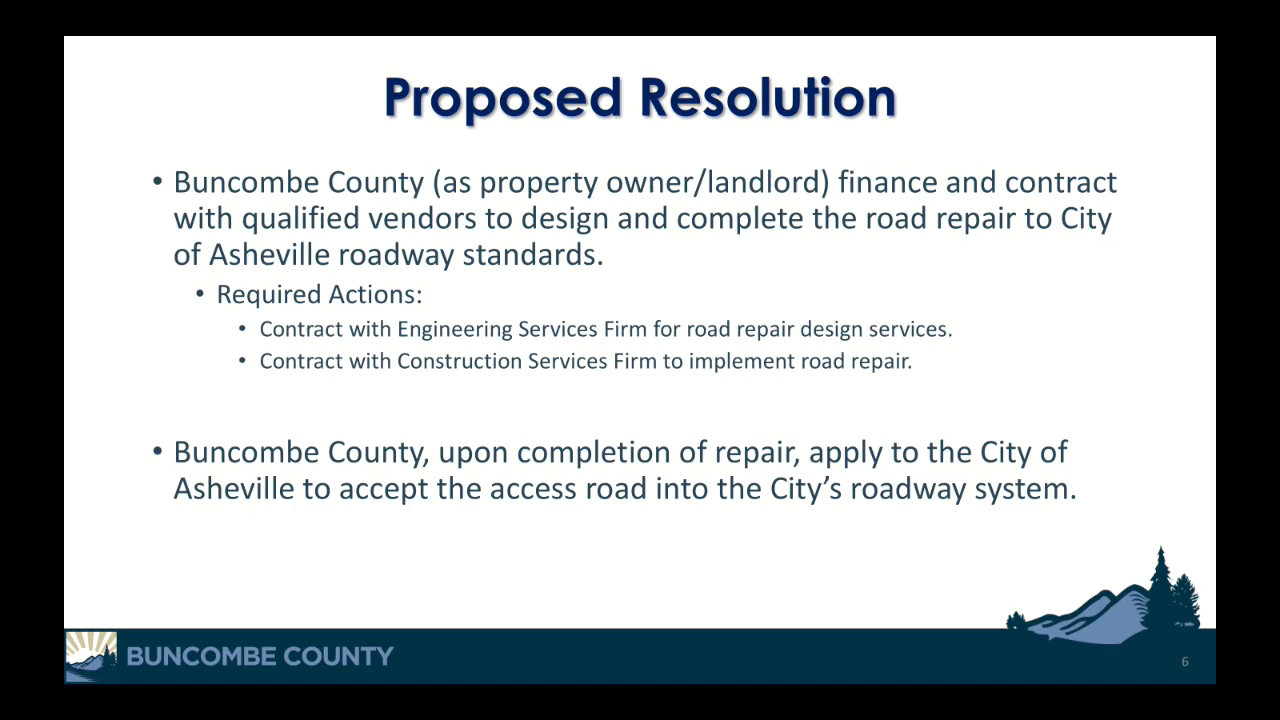 Proposed Resolution
• Buncombe County (as property owner/landlord) finance and contract
with qualified vendors to design and complete the road repair to City
of Asheville roadway standards.
• Required Actions:
• Contract with Engineering Services Firm for road repair design services.
• Contract with Construction Services Firm to implement road repair.
• Buncombe County, upon completion of repair, apply to the City of
Asheville to accept the access road into the City’s roadway system.
BUNCOMBE COUNTY
6